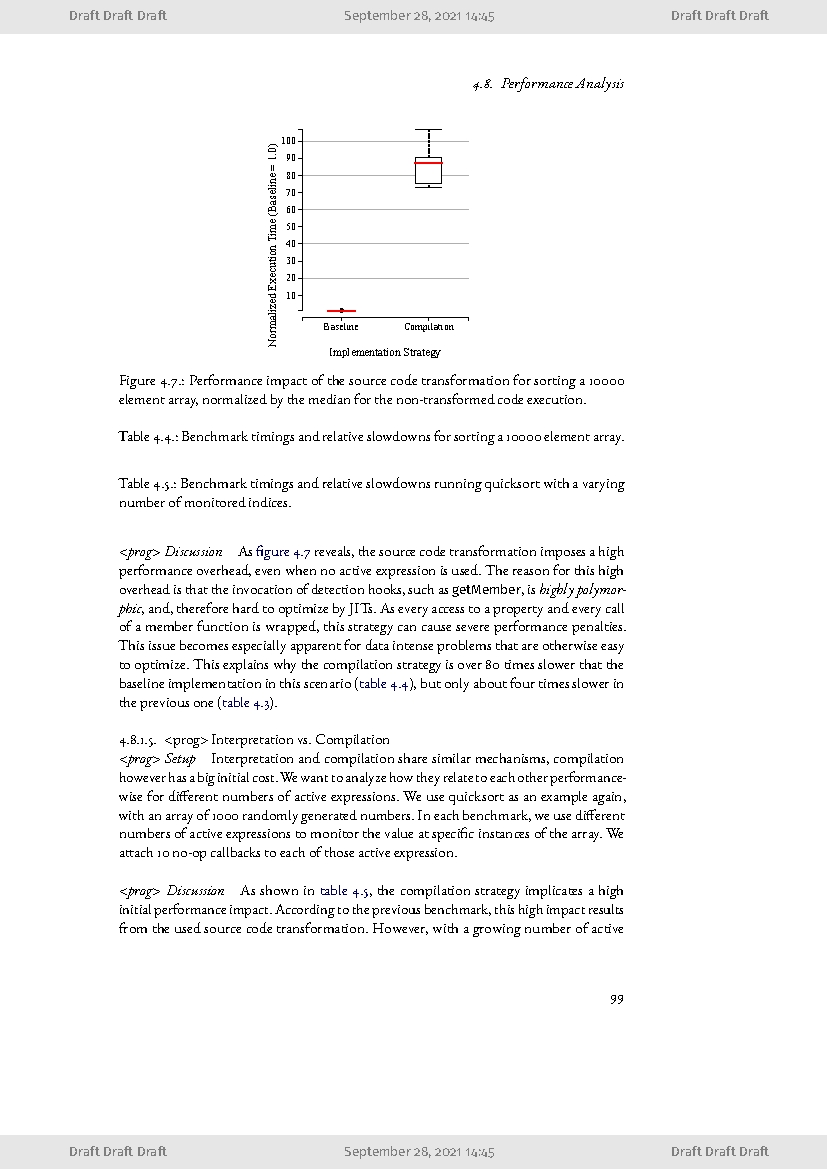 Draft Draft Draft September 28, 2021 14:45 Draft Draft Draft
4.8. Performance Analysis
Normalized Execution Time (Baseline = 1.0)
100
90
80
70
60
50
40
30
20
10
Baseline Compilation
Implementation Strategy
Figure 4.7.: Performance impact of the source code transformation for sorting a 10000
element array, normalized by the median for the non-transformed code execution.
Table 4.4.: Benchmark timings and relative slowdowns for sorting a 10000 element array.
Table 4.5.: Benchmark timings and relative slowdowns running quicksort with a varying
number of monitored indices.
<prog> Discussion As figure 4.7 reveals, the source code transformation imposes a high
performance overhead, even when no active expression is used. The reason for this high
overhead is that the invocation of detection hooks, such as getMember, is highly polymor-
phic, and, therefore hard to optimize by JITs. As every access to a property and every call
of a member function is wrapped, this strategy can cause severe performance penalties.
This issue becomes especially apparent for data intense problems that are otherwise easy
to optimize. This explains why the compilation strategy is over 80 times slower that the
baseline implementation in this scenario (table 4.4), but only about four times slower in
the previous one (table 4.3).
4.8.1.5. <prog> Interpretation vs. Compilation
<prog> Setup Interpretation and compilation share similar mechanisms, compilation
however has a big initial cost. We want to analyze how they relate to each other performance-
wise for different numbers of active expressions. We use quicksort as an example again,
with an array of 1000 randomly generated numbers. In each benchmark, we use different
numbers of active expressions to monitor the value at specific instances of the array. We
attach 10 no-op callbacks to each of those active expression.
<prog> Discussion As shown in table 4.5, the compilation strategy implicates a high
initial performance impact. According to the previous benchmark, this high impact results
from the used source code transformation. However, with a growing number of active
99
Draft Draft Draft September 28, 2021 14:45 Draft Draft Draft